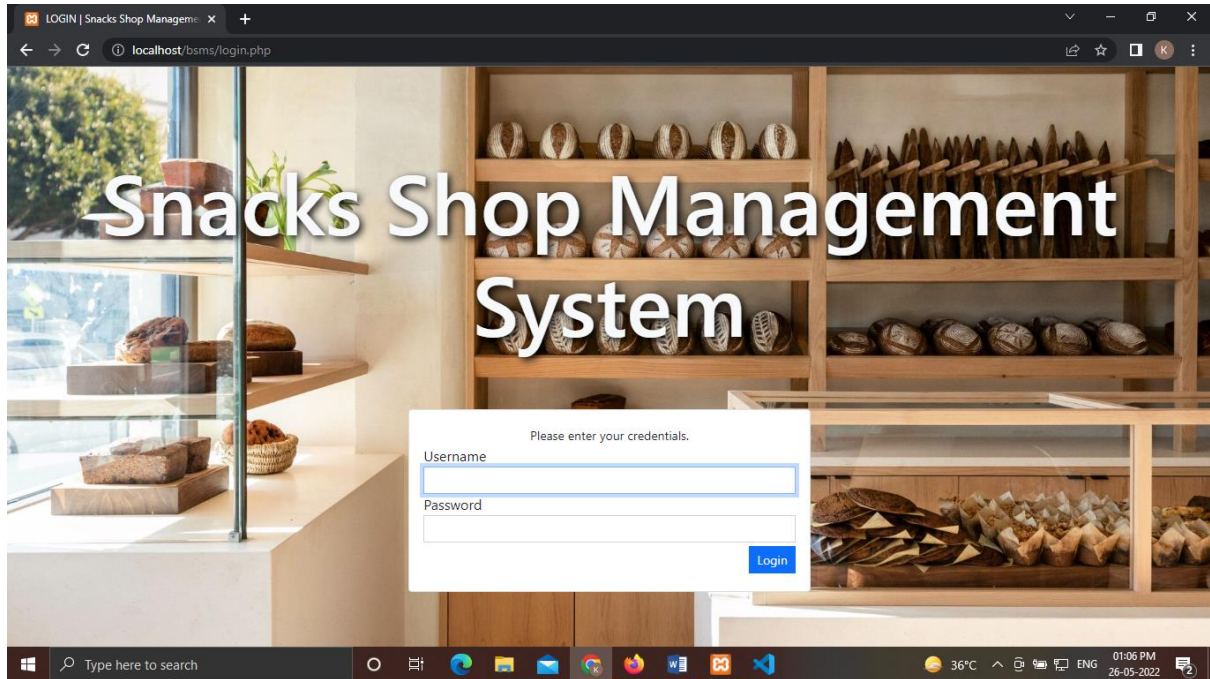 LOGIN | Snacks Shop Manageme
localhost/bsms/login.php
K
Snacks Shop Management
System
Please enter your credentials.
Username
Password
Login
Type here to search
36°C
ENG
01:06 PM
26-05-2022
2